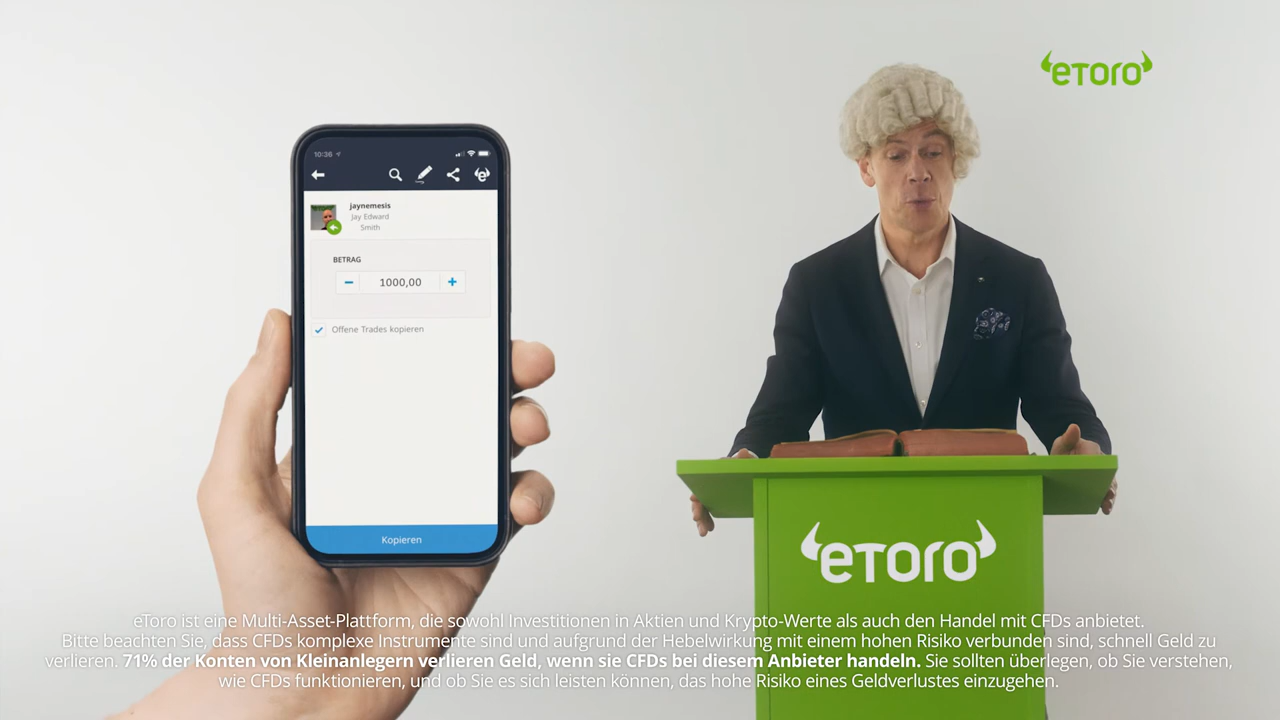 eToro
10:36
jaynemesis
Jay Edward
Smith
BETRAG
− 1000,00 +
Offene Trades kopieren
Kopieren
eToro
eToro ist eine Multi-Asset-Plattform, die sowohl Investitionen in Aktien und Krypto-Werte als auch den Handel mit CFDs anbietet.
Bitte beachten Sie, dass CFDs komplexe Instrumente sind und aufgrund der Hebelwirkung mit einem hohen Risiko verbunden sind, schnell Geld zu
verlieren. 71% der Konten von Kleinanlegern verlieren Geld, wenn sie CFDs bei diesem Anbieter handeln. Sie sollten überlegen, ob Sie verstehen,
wie CFDs funktionieren, und ob Sie es sich leisten können, das hohe Risiko eines Geldverlustes einzugehen.